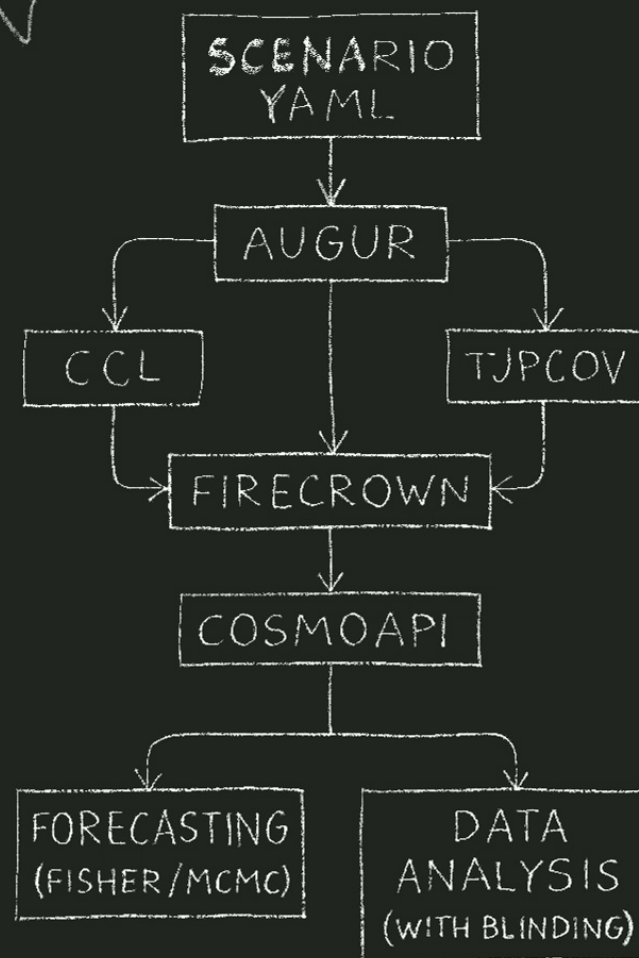 SCENARIO
YAML
AUGUR
CCL
TJPCOV
FIRECROWN
COSMOAPI
FORECASTING
(FISHER/MCMC)
DATA
ANALYSIS
(WITH BLINDING)